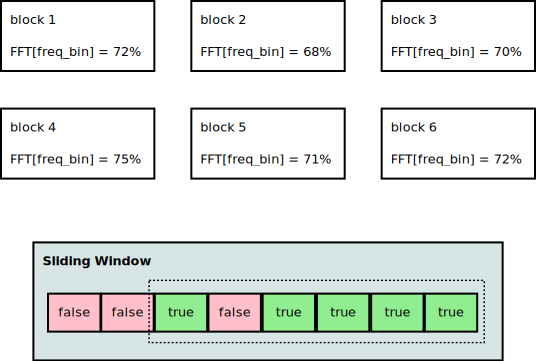 block 1
FFT[freq_bin] = 72%
block 2
FFT[freq_bin] = 68%
block 3
FFT[freq_bin] = 70%
block 4
FFT[freq_bin] = 75%
block 5
FFT[freq_bin] = 71%
block 6
FFT[freq_bin] = 72%
Sliding Window
false false true false true true true true